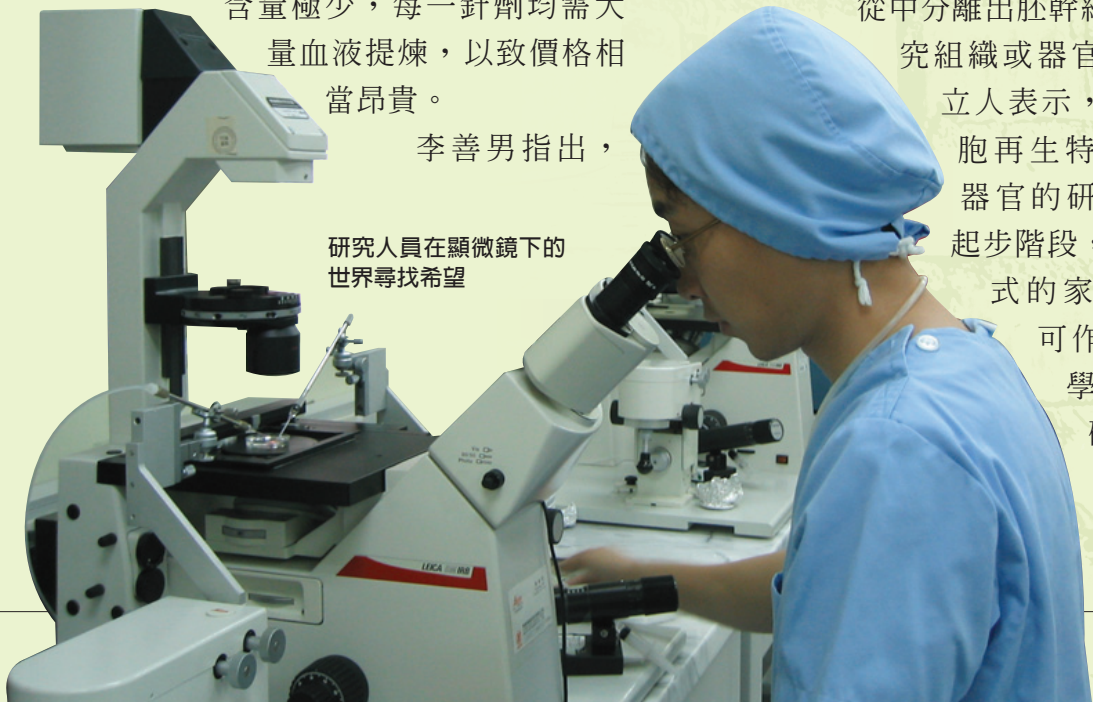 含量極少，每一針劑均需大
量血液提煉，以致價格相
當昂貴。
李善男指出，
研究人員在顯微鏡下的
世界尋找希望
從中分離出胚幹
究組織或器官
立人表示，
胞再生特
器官的研
起步階段
式的家
可作
學
LEICA